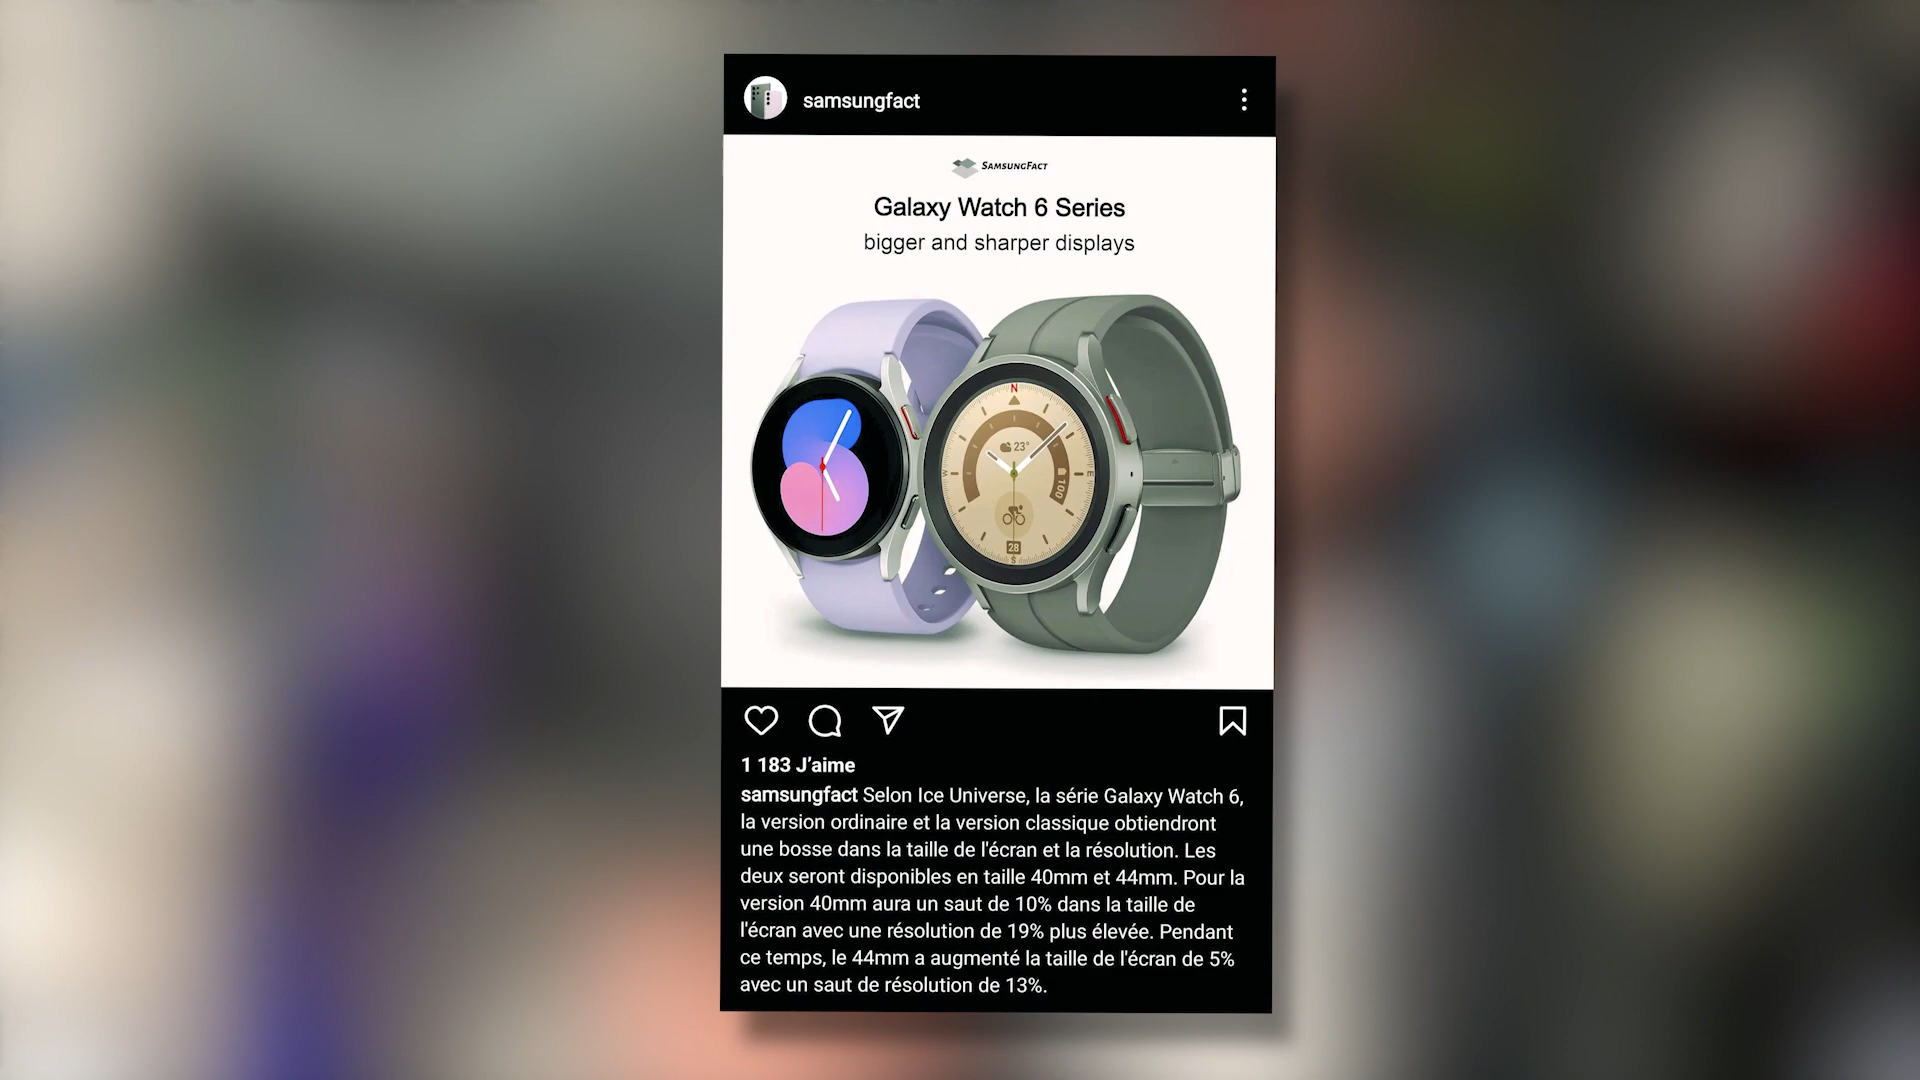 samsungfact
SAMSUNGFACT
Galaxy Watch 6 Series
bigger and sharper displays
N
23°
W
E
100
28
S
1 183 J'aime
samsungfact Selon Ice Universe, la série Galaxy Watch 6,
la version ordinaire et la version classique obtiendront
une bosse dans la taille de l'écran et la résolution. Les
deux seront disponibles en taille 40mm et 44mm. Pour la
version 40mm aura un saut de 10% dans la taille de
l'écran avec une résolution de 19% plus élevée. Pendant
ce temps, le 44mm a augmenté la taille de l'écran de 5%
avec un saut de résolution de 13%.